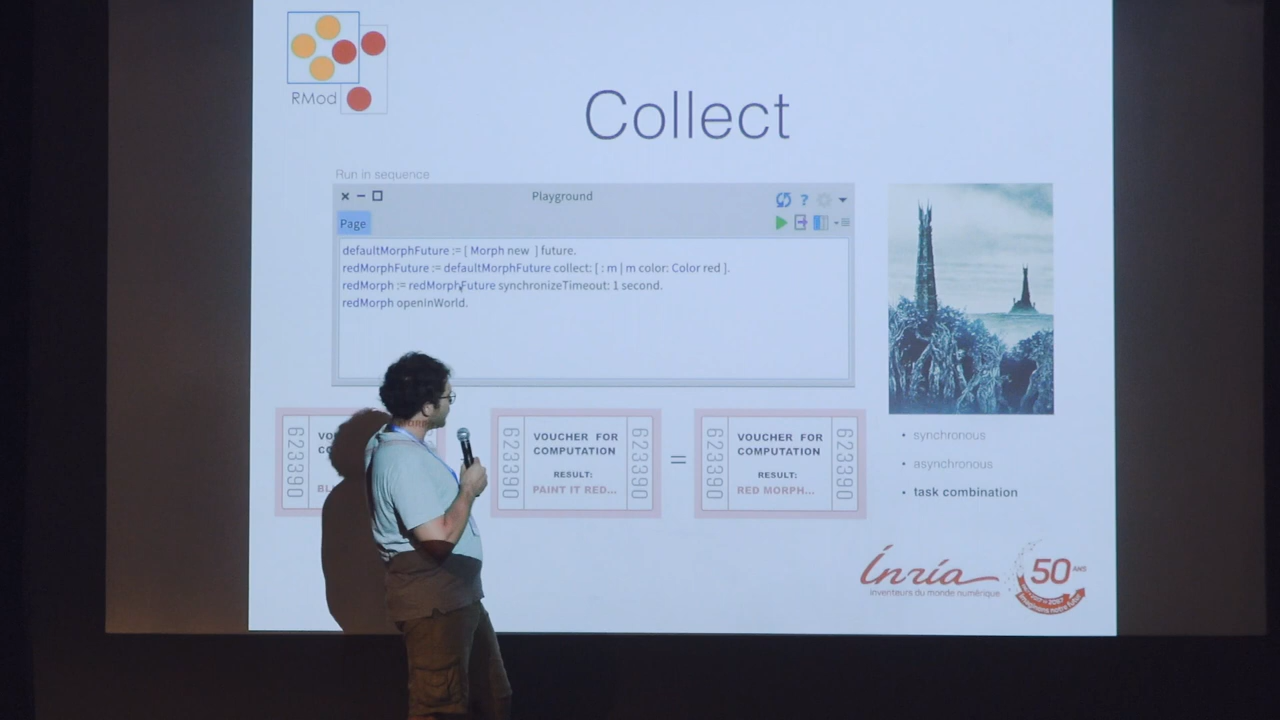 RMod
Collect
Run in sequence
Playground
Page
defaultMorphFuture := [ Morph new ] future.
redMorphFuture := defaultMorphFuture collect: [ : m | m color: Color red ].
redMorph := redMorphFuture synchronizeTimeout: 1 second.
redMorph openInWorld.
623390
623390
VOUCHER FOR
COMPUTATION
RESULT:
PAINT IT RED...
623390
=
623390
VOUCHER FOR
COMPUTATION
RESULT:
RED MORPH...
623390
• synchronous
• asynchronous
• task combination
Inria
inventeurs du monde numérique
50 ANS